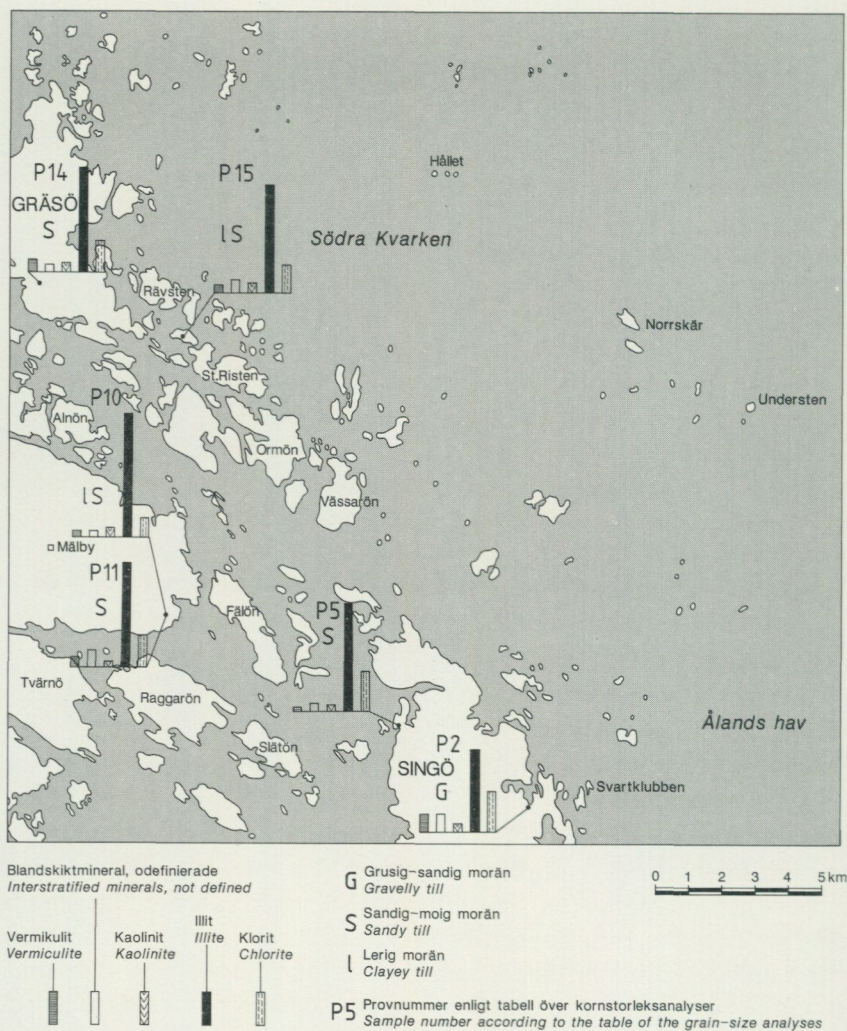 P14
P15
GRÄSÖ
S
l S
Hållet
Södra Kvarken
Rävsten
Norrskär
St.Risten
P10
Understen
Alnön
Ormön
l S
Vässarön
Mälby
P11
S
Fälön
P5
S
Tvärnö
Raggarön
Ålands hav
Slätön
P2
SINGÖ
G
Svartklubben
Blandskiktmineral, odefinierade
Interstratified minerals, not defined
Vermikulit
Vermiculite
Kaolinit
Kaolinite
Illit
Illite
Klorit
Chlorite
G Grusig-sandig morän
Gravelly till
S Sandig-moig morän
Sandy till
l Lerig morän
Clayey till
P5 Provnummer enligt tabell över kornstorleksanalyser
Sample number according to the table of the grain-size analyses
0 1 2 3 4 5 km